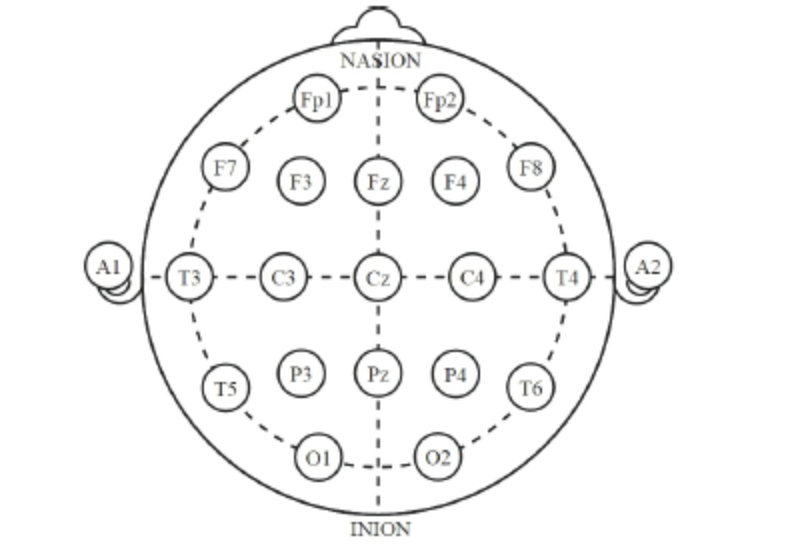 NASION
Fp1 Fp2
F7 F3 Fz F4 F8
A1 T3 C3 Cz C4 T4 A2
T5 P3 Pz P4 T6
O1 O2
INION